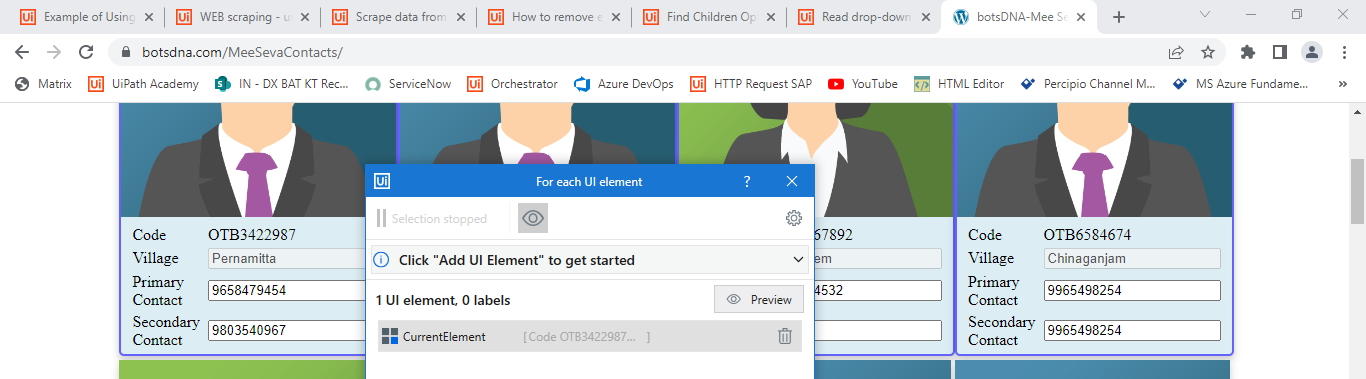 Example of Using
WEB scraping - u
Scrape data from
How to remove e
Find Children Op
Read drop-down
botsDNA-Mee Se
botsdna.com/MeeSevaContacts/
Matrix
UiPath Academy
IN - DX BAT KT Rec...
ServiceNow
Orchestrator
Azure DevOps
HTTP Request SAP
YouTube
HTML Editor
Percipio Channel M...
MS Azure Fundame...
»
Ui For each UI element ?
Selection stopped
Click "Add UI Element" to get started
1 UI element, 0 labels
Preview
CurrentElement [ Code OTB3422987... ]
Code OTB3422987
Village Pernamitta
Primary
Contact 9658479454
Secondary
Contact 9803540967
67892
em
4532
Code OTB6584674
Village Chinaganjam
Primary
Contact 9965498254
Secondary
Contact 9965498254